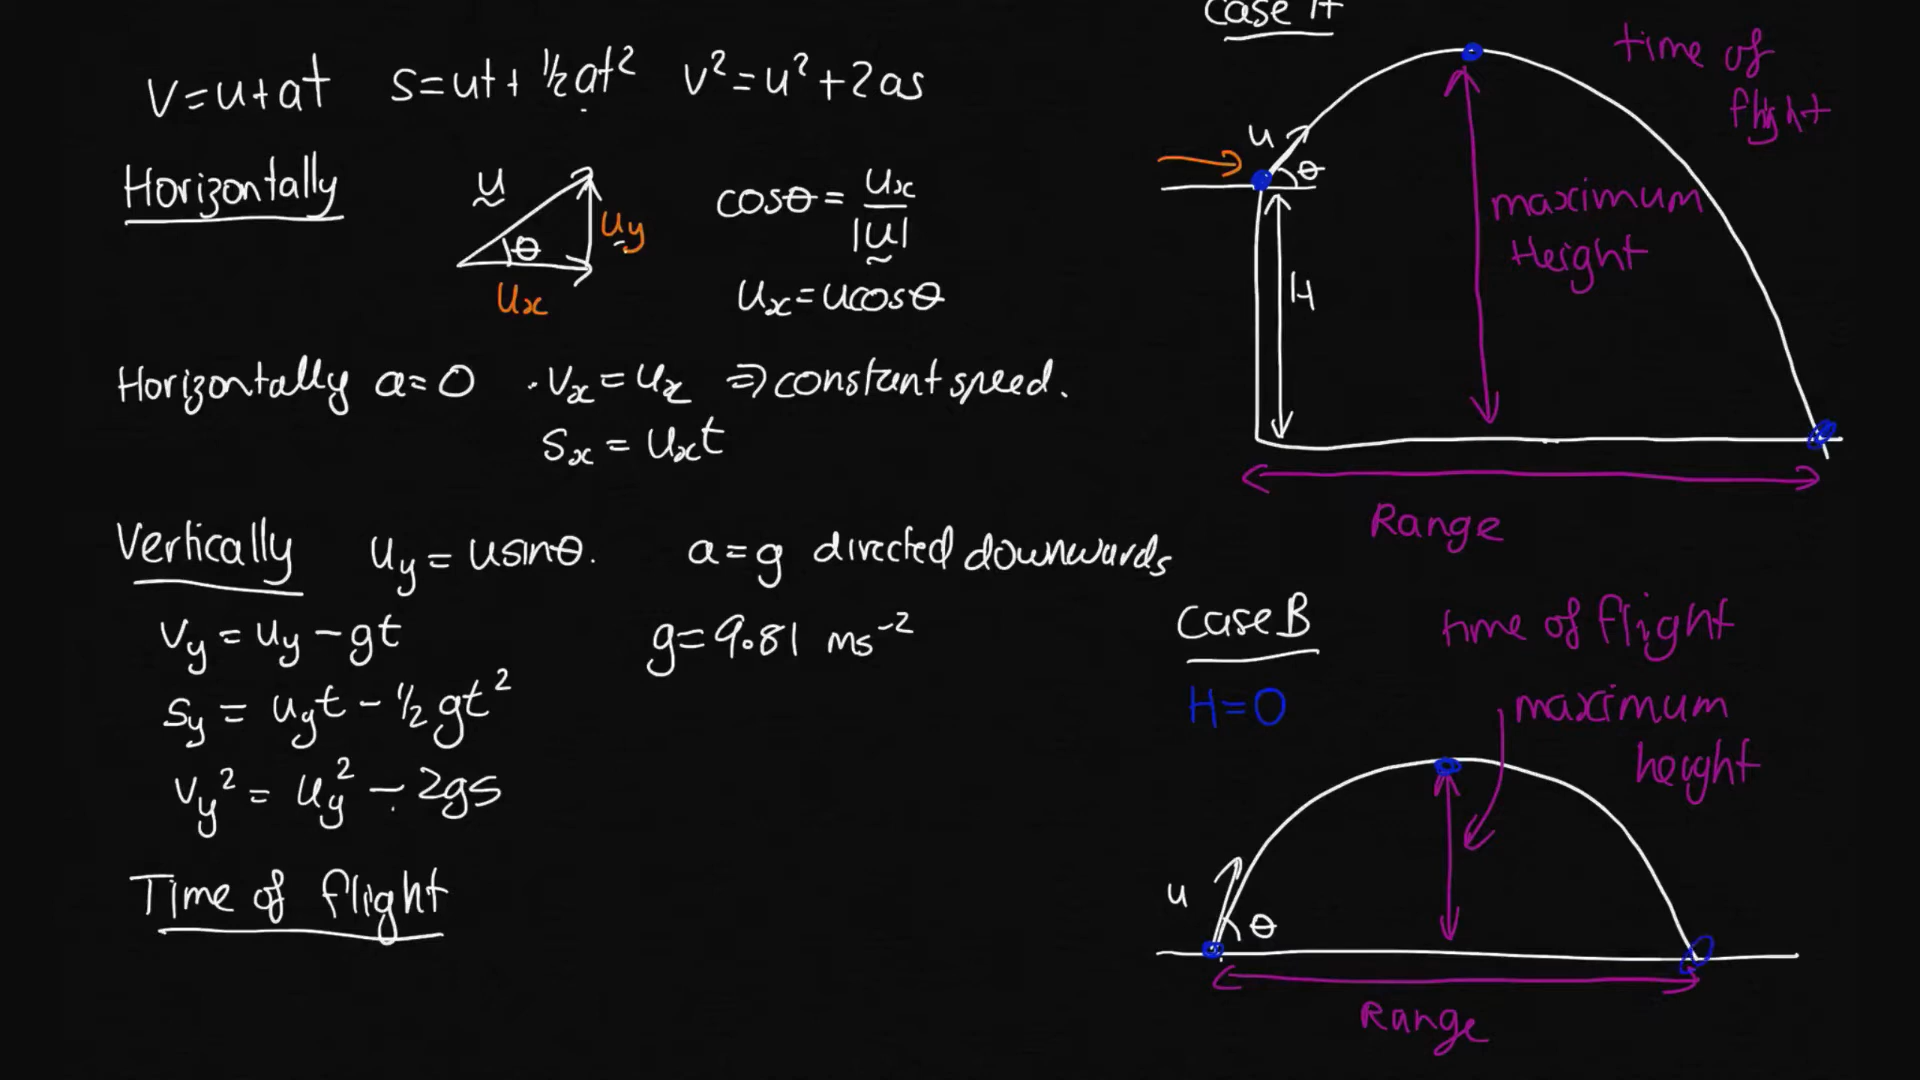 v=u+at s=ut+½at² v²=u²+2as
Horizontally
u
θ
uy
ux
cosθ = ux/|u|
ux=ucosθ
Horizontally a=0 · vx=ux ⇒ constant speed.
sx = uxt
Vertically uy = usinθ. a=g directed downwards
vy = uy - gt g=9.81 ms⁻²
sy = uyt - ½gt²
vy² = uy² - 2gs
Time of flight
Case A
time of
flight
u
θ
maximum
Height
H
Range
Case B
time of flight
H=0
maximum
height
u
θ
Range